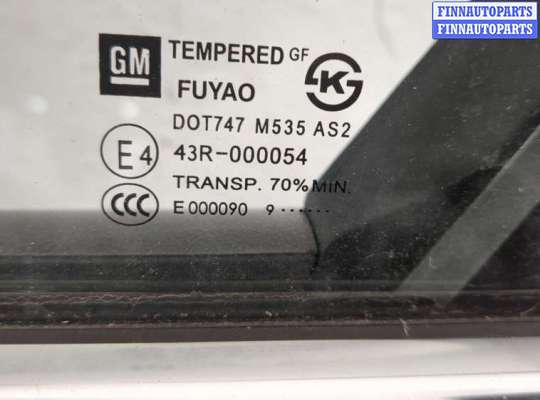 FINNAUTOPARTS
FINNAUTOPARTS
GM TEMPERED GF
FUYAO
K
DOT747 M535 AS2
E4 43R-000054
TRANSP. 70% MIN.
CCC E 000090 9 ······